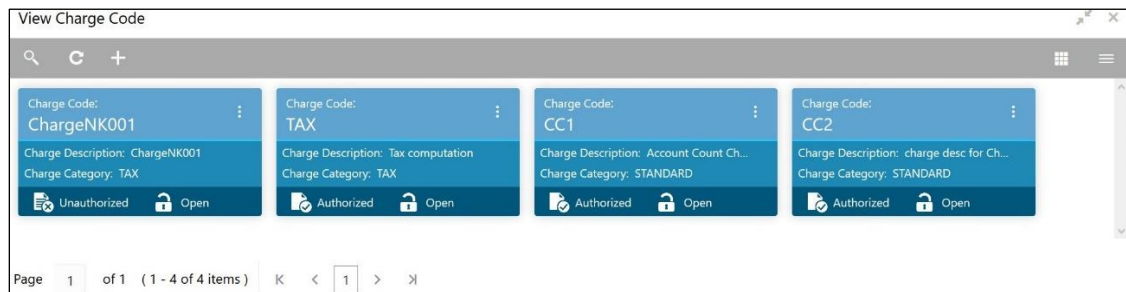 View Charge Code
Charge Code:
ChargeNK001
Charge Description: ChargeNK001
Charge Category: TAX
Unauthorized Open
Charge Code:
TAX
Charge Description: Tax computation
Charge Category: TAX
Authorized Open
Charge Code:
CC1
Charge Description: Account Count Ch...
Charge Category: STANDARD
Authorized Open
Charge Code:
CC2
Charge Description: charge desc for Ch...
Charge Category: STANDARD
Authorized Open
Page 1 of 1 ( 1 - 4 of 4 items ) 1